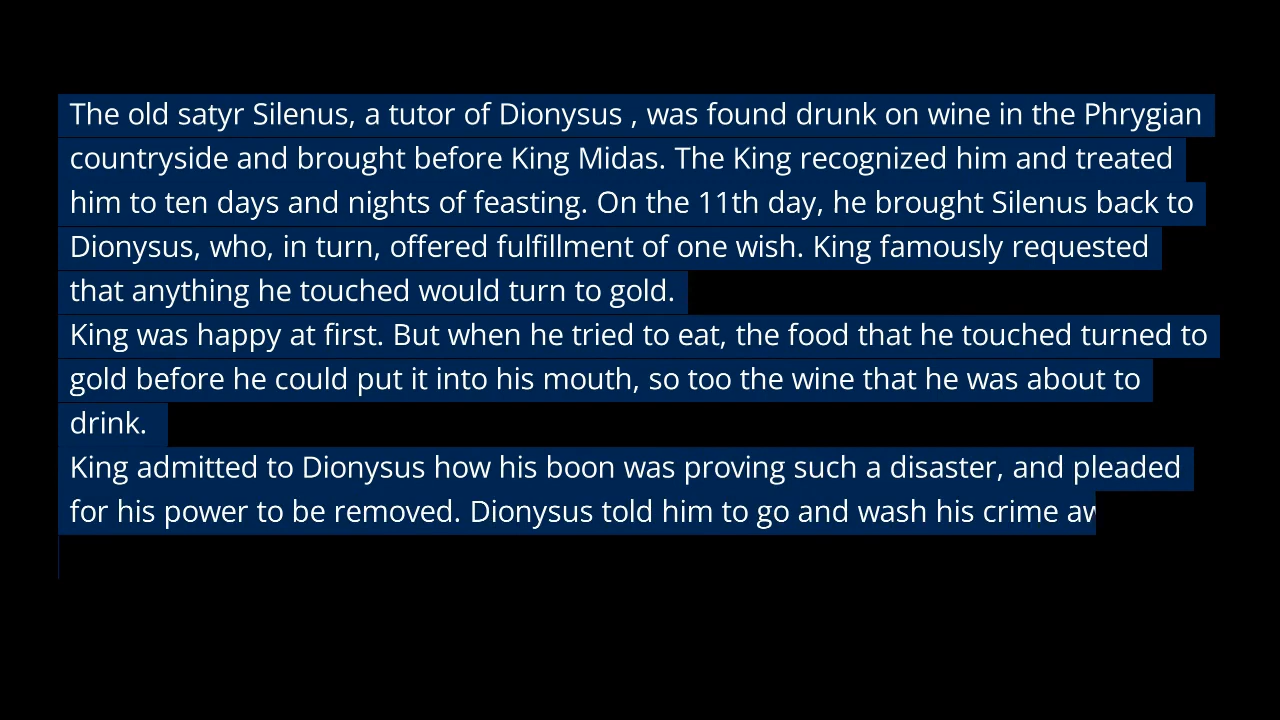 The old satyr Silenus, a tutor of Dionysus , was found drunk on wine in the Phrygian
countryside and brought before King Midas. The King recognized him and treated
him to ten days and nights of feasting. On the 11th day, he brought Silenus back to
Dionysus, who, in turn, offered fulfillment of one wish. King famously requested
that anything he touched would turn to gold.
King was happy at first. But when he tried to eat, the food that he touched turned to
gold before he could put it into his mouth, so too the wine that he was about to
drink.
King admitted to Dionysus how his boon was proving such a disaster, and pleaded
for his power to be removed. Dionysus told him to go and wash his crime